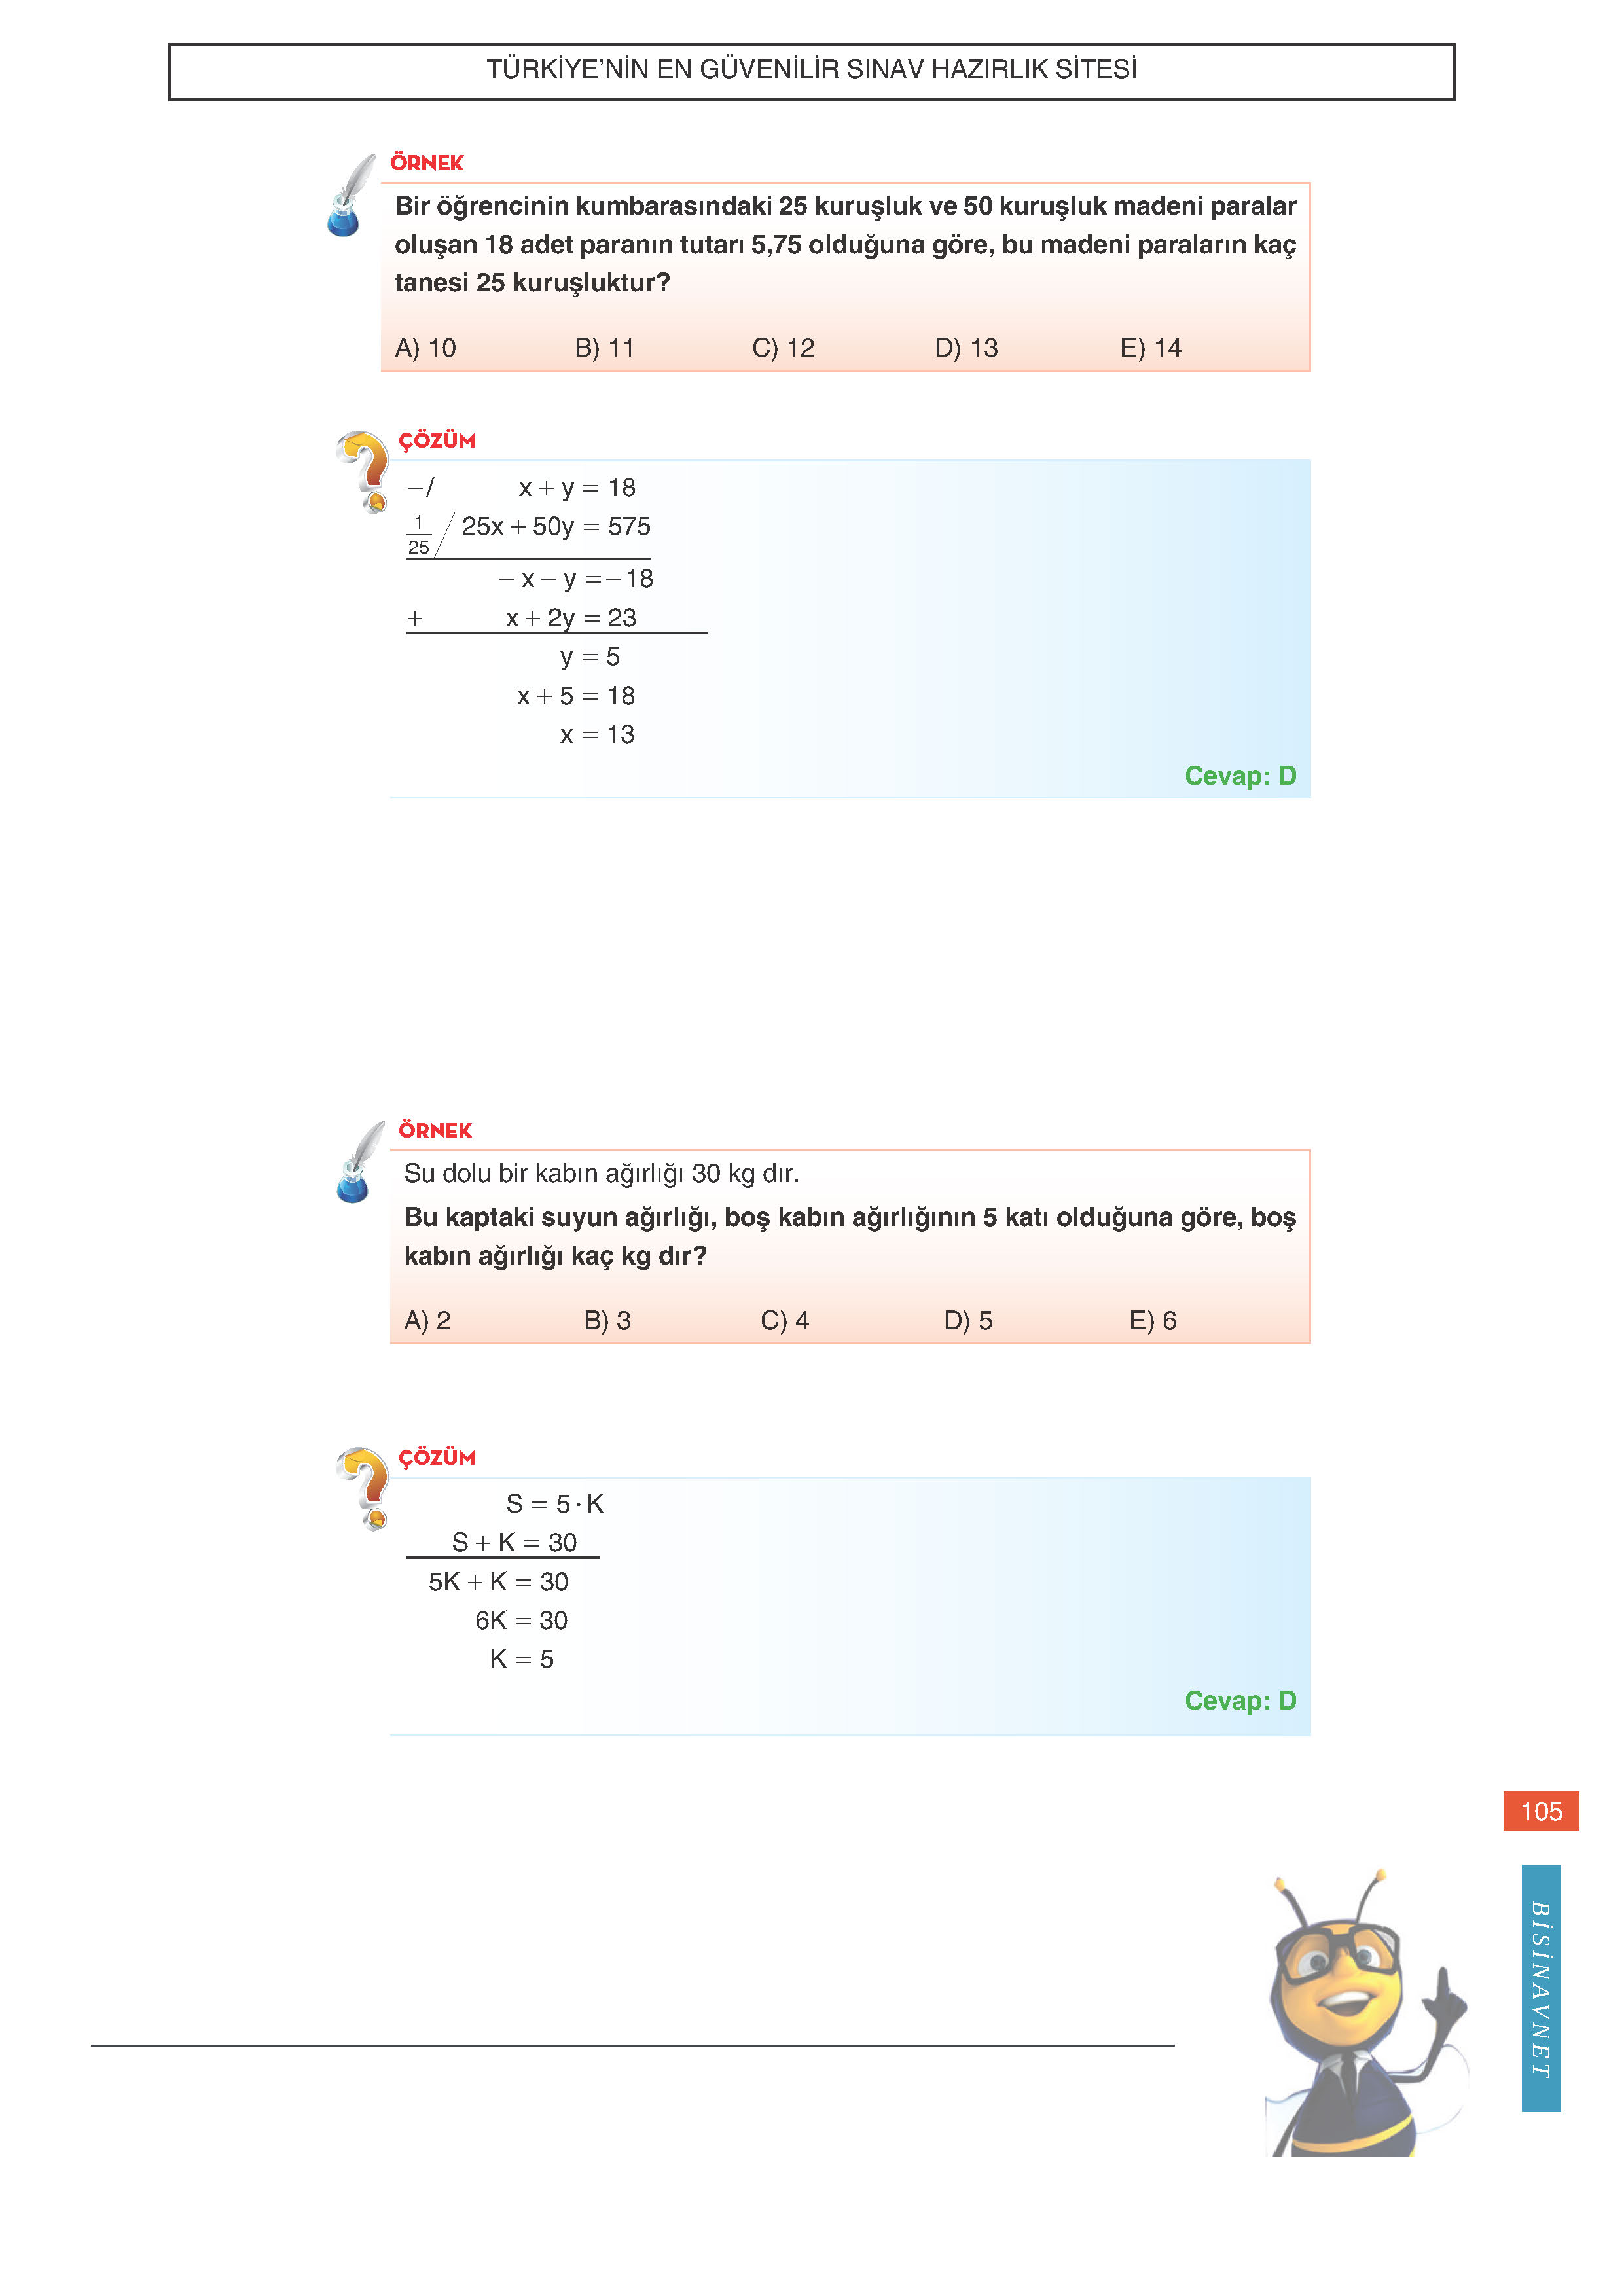 TÜRKİYE'NİN EN GÜVENİLİR SINAV HAZIRLIK SİTESİ
ÖRNEK
Bir öğrencinin kumbarasındaki 25 kuruşluk ve 50 kuruşluk madeni paralar
oluşan 18 adet paranın tutarı 5,75 olduğuna göre, bu madeni paraların kaç
tanesi 25 kuruşluktur?
A) 10 B) 11 C) 12 D) 13 E) 14
ÇÖZÜM
–/ x + y = 18
1/25 / 25x + 50y = 575
– x – y =– 18
+ x + 2y = 23
y = 5
x + 5 = 18
x = 13
Cevap: D
ÖRNEK
Su dolu bir kabın ağırlığı 30 kg dır.
Bu kaptaki suyun ağırlığı, boş kabın ağırlığının 5 katı olduğuna göre, boş
kabın ağırlığı kaç kg dır?
A) 2 B) 3 C) 4 D) 5 E) 6
ÇÖZÜM
S = 5 · K
S + K = 30
5K + K = 30
6K = 30
K = 5
Cevap: D
105
BİSİNAVNET